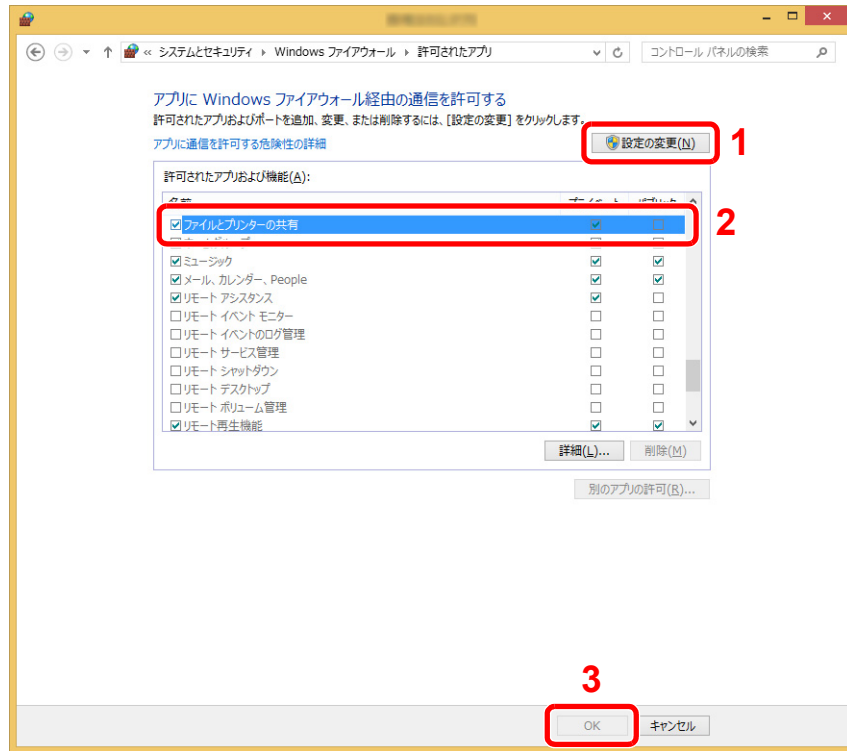 « システムとセキュリティ ▸ Windows ファイアウォール ▸ 許可されたアプリ
コントロール パネルの検索
アプリに Windows ファイアウォール経由の通信を許可する
許可されたアプリおよびポートを追加、変更、または削除するには、[設定の変更] をクリックします。
アプリに通信を許可する危険性の詳細
設定の変更(N)
1
許可されたアプリおよび機能(A):
ファイルとプリンターの共有
2
ミュージック
メール、カレンダー、People
リモート アシスタンス
リモート イベント モニター
リモート イベントのログ管理
リモート サービス管理
リモート シャットダウン
リモート デスクトップ
リモート ボリューム管理
リモート再生機能
詳細(L)...
削除(M)
別のアプリの許可(R)...
3
OK
キャンセル